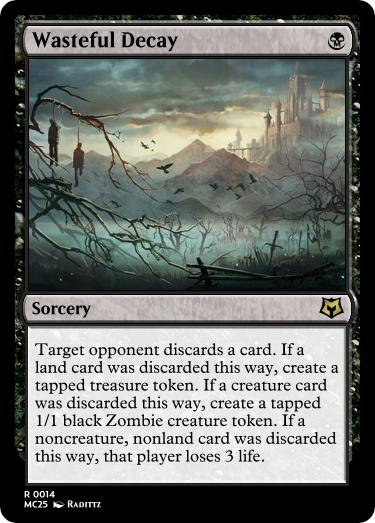 Wasteful Decay
Sorcery
Target opponent discards a card. If a
land card was discarded this way, create a
tapped treasure token. If a creature card
was discarded this way, create a tapped
1/1 black Zombie creature token. If a
noncreature, nonland card was discarded
this way, that player loses 3 life.
R 0014
MC25 Radittz